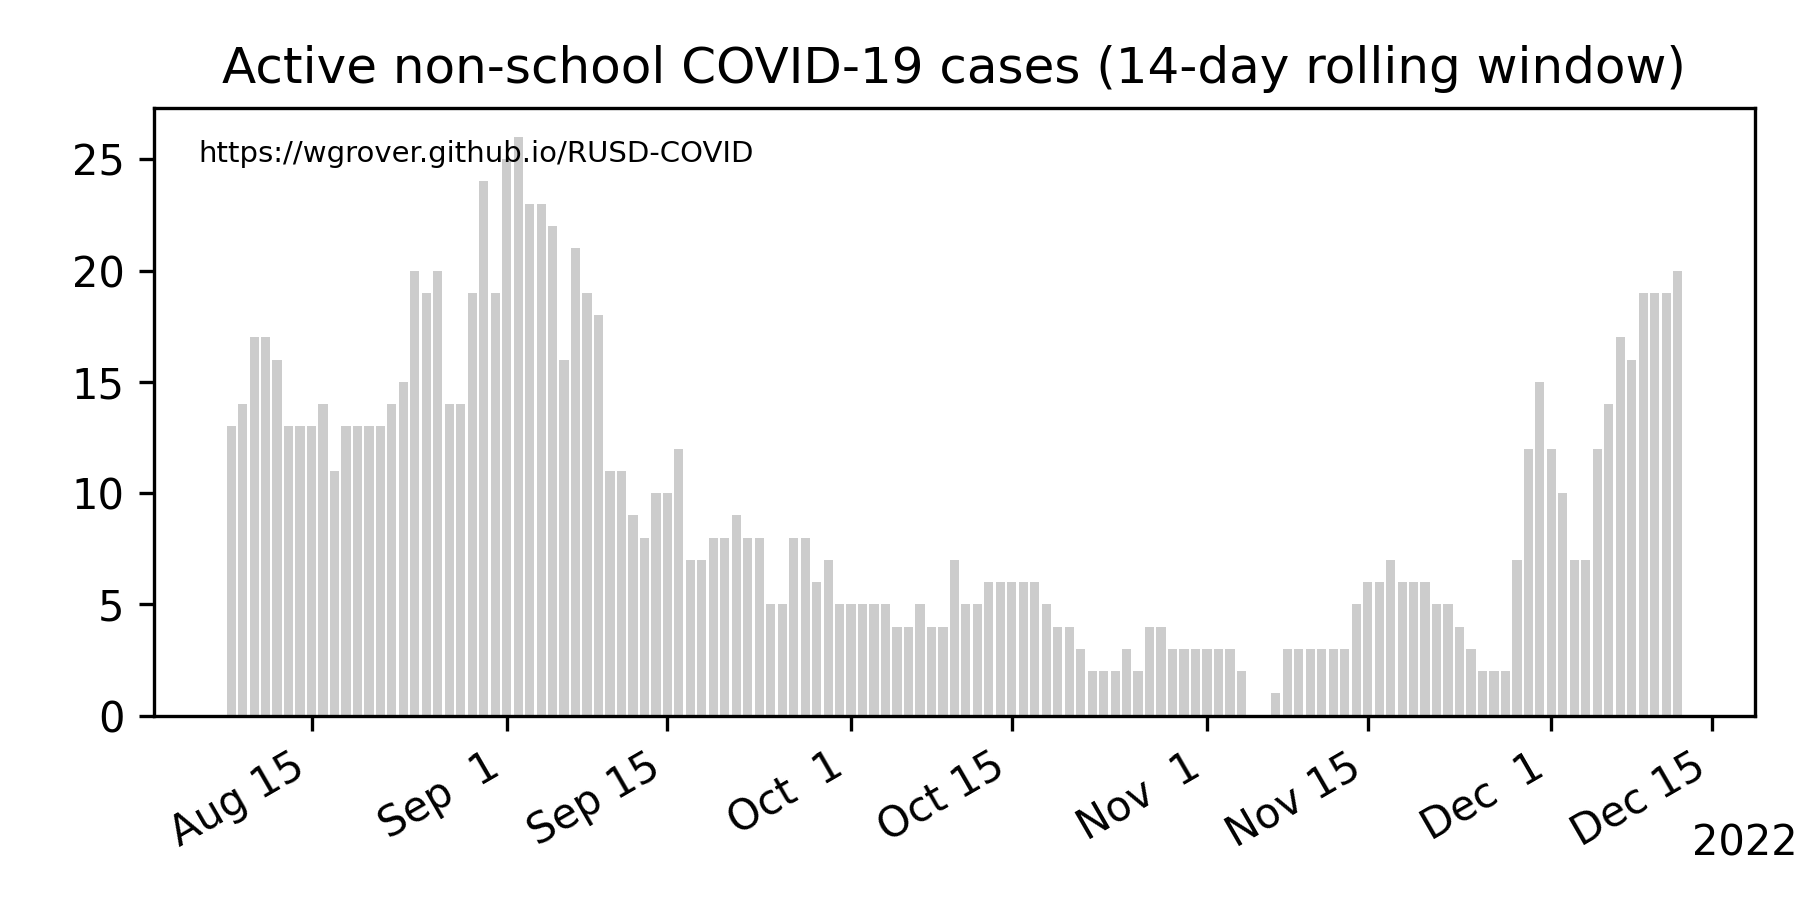 Active non-school COVID-19 cases (14-day rolling window)
https://wgrover.github.io/RUSD-COVID
25
20
15
10
5
0
Aug 15
Sep 1
Sep 15
Oct 1
Oct 15
Nov 1
Nov 15
Dec 1
Dec 15
2022